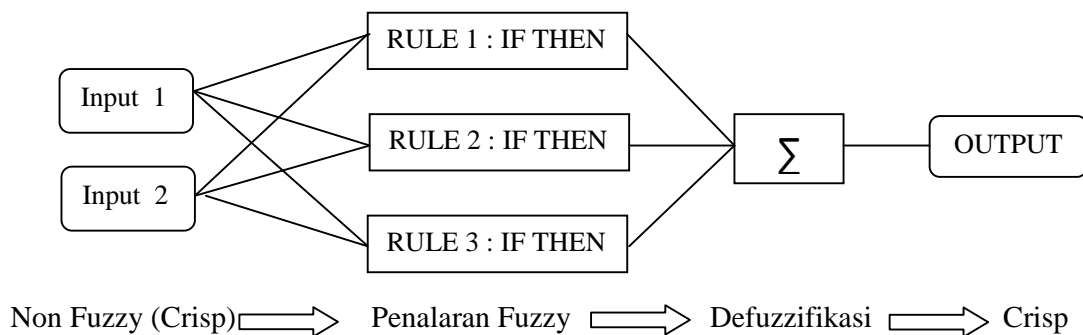 RULE 1 : IF THEN
Input 1
RULE 2 : IF THEN
∑
OUTPUT
Input 2
RULE 3 : IF THEN
Non Fuzzy (Crisp) Penalaran Fuzzy Defuzzifikasi Crisp